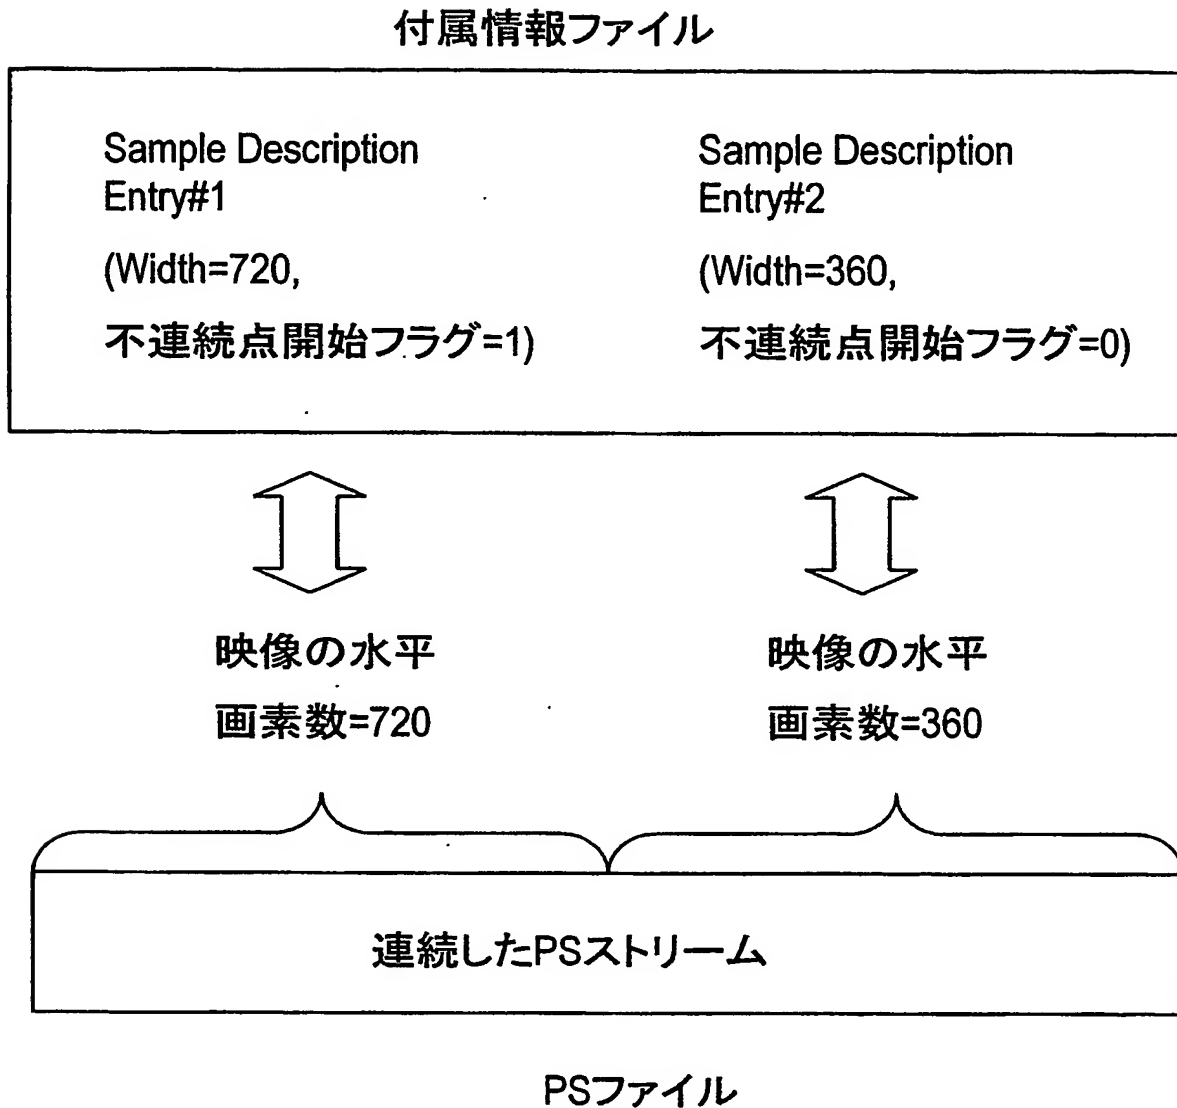 付属情報ファイル
Sample Description
Entry#1
(Width=720,
不連続点開始フラグ=1)
Sample Description
Entry#2
(Width=360,
不連続点開始フラグ=0)
映像の水平
画素数=720
映像の水平
画素数=360
連続したPSストリーム
PSファイル